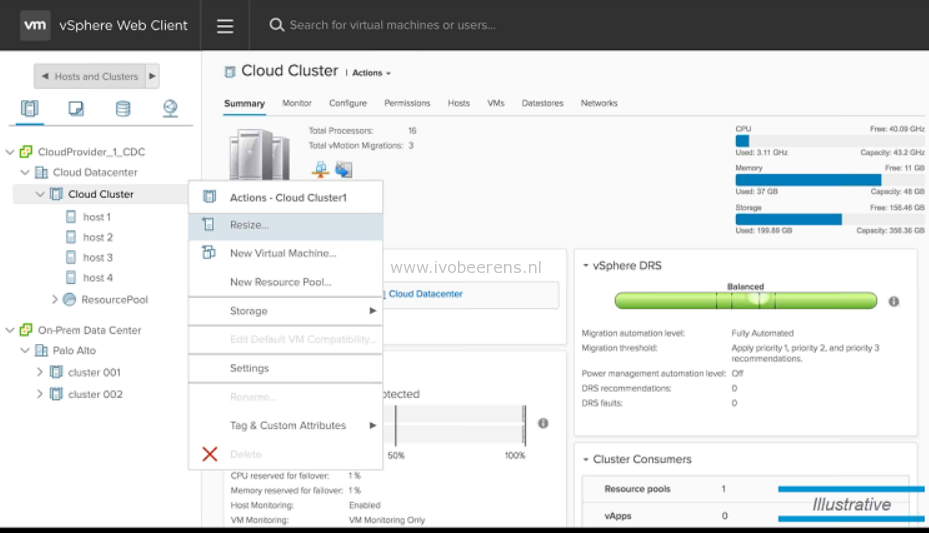 vm vSphere Web Client Search for virtual machines or users...
Hosts and Clusters
Cloud Cluster Actions
Summary Monitor Configure Permissions Hosts VMs Datastores Networks
CloudProvider_1_CDC
Cloud Datacenter
Cloud Cluster
host 1
host 2
host 3
host 4
ResourcePool
On-Prem Data Center
Palo Alto
cluster 001
cluster 002
Total Processors: 16
Total vMotion Migrations: 3
CPU Free: 40.09 GHz
Used: 3.11 GHz Capacity: 43.2 GHz
Memory Free: 11 GB
Used: 37 GB Capacity: 48 GB
Storage Free: 156.46 GB
Used: 199.89 GB Capacity: 356.36 GB
Actions - Cloud Cluster1
Resize...
New Virtual Machine...
New Resource Pool...
Storage
Edit Default VM Compatibility...
Settings
Rename...
Tag & Custom Attributes
Delete
www.ivobeerens.nl
Cloud Datacenter
otected
50% 100%
CPU reserved for failover: 1 %
Memory reserved for failover: 1 %
Host Monitoring: Enabled
VM Monitoring: VM Monitoring Only
vSphere DRS
Balanced
Migration automation level: Fully Automated
Migration threshold: Apply priority 1, priority 2, and priority 3
recommendations.
Power management automation level: Off
DRS recommendations: 0
DRS faults: 0
Cluster Consumers
Resource pools 1
vApps 0
Illustrative